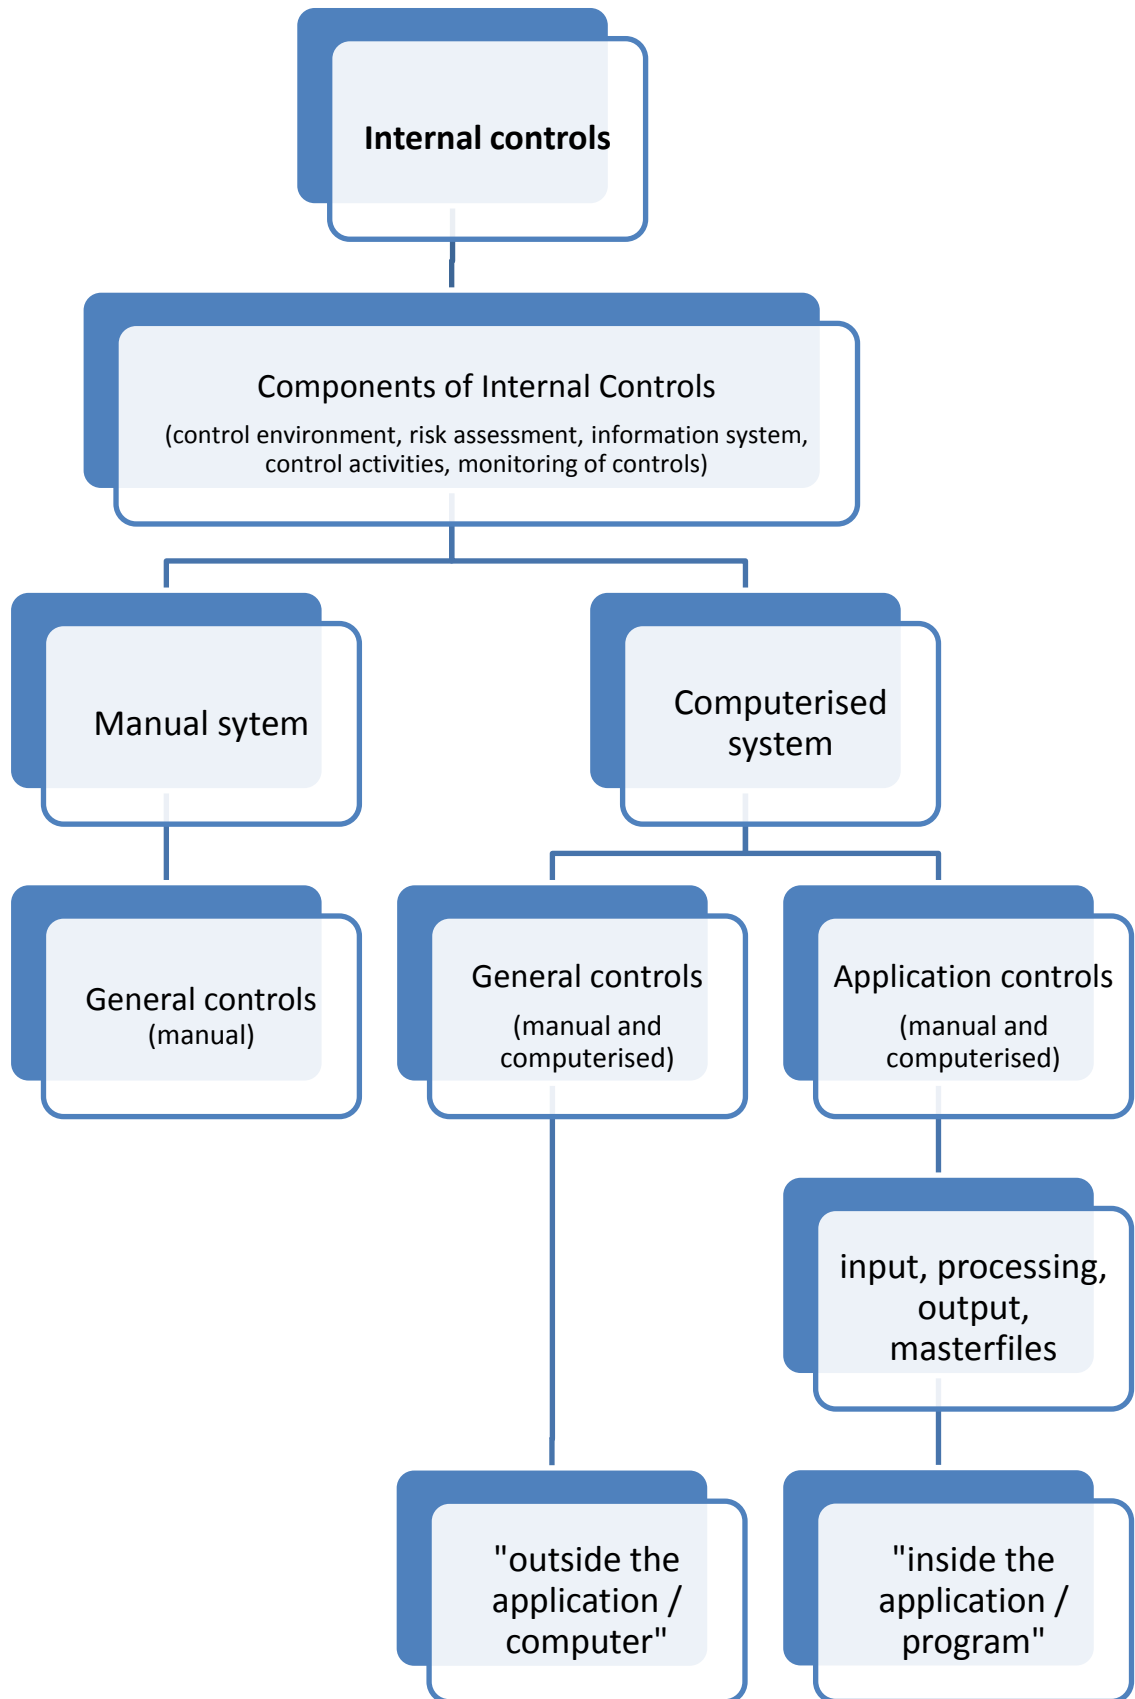 Internal controls
Components of Internal Controls
(control environment, risk assessment, information system,
control activities, monitoring of controls)
Manual sytem
Computerised
system
General controls
(manual)
General controls
(manual and
computerised)
Application controls
(manual and
computerised)
input, processing,
output,
masterfiles
"outside the
application /
computer"
"inside the
application /
program"